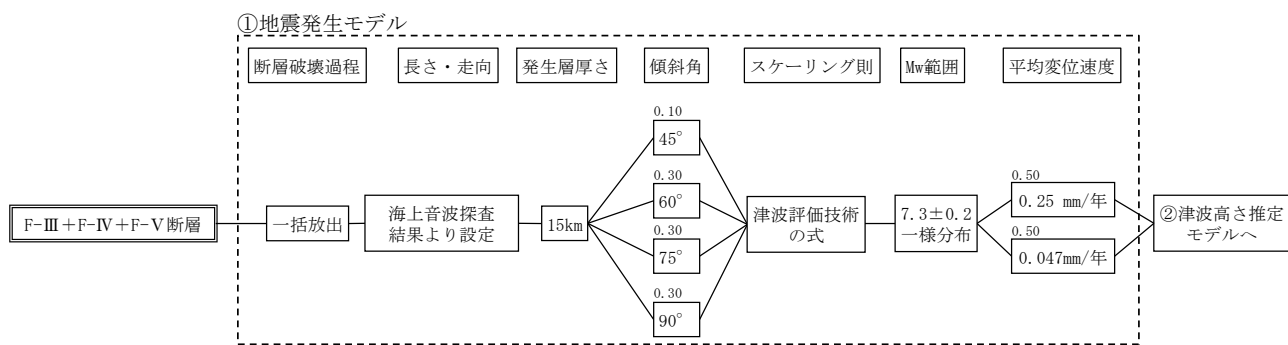 ①地震発生モデル
断層破壊過程
長さ・走向
発生層厚さ
傾斜角
スケーリング則
Mw範囲
平均変位速度
F-Ⅲ+F-Ⅳ+F-Ⅴ断層
一括放出
海上音波探査
結果より設定
15km
0.10
45°
0.30
60°
0.30
75°
0.30
90°
津波評価技術
の式
7.3±0.2
一様分布
0.50
0.25 mm/年
0.50
0.047mm/年
②津波高さ推定
モデルへ